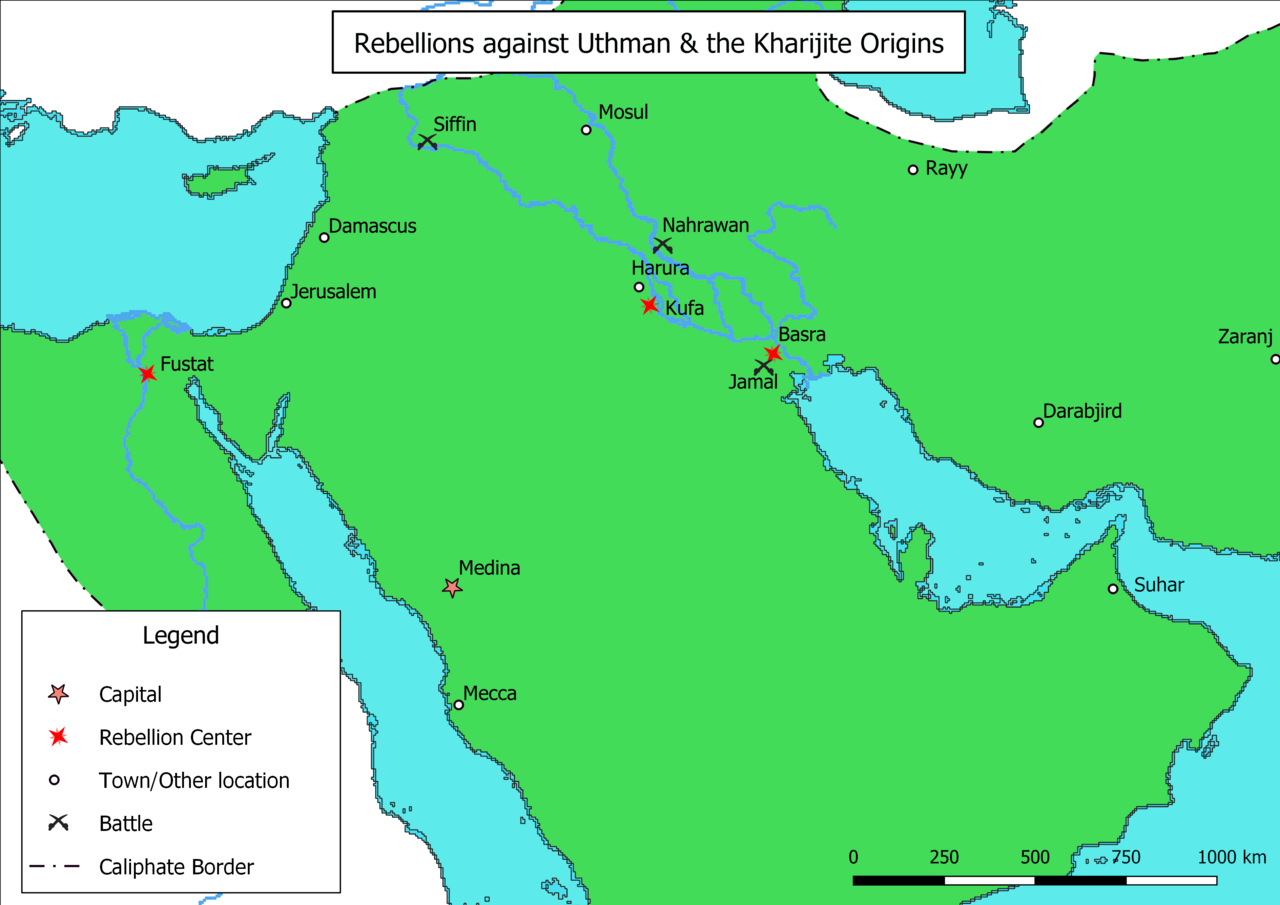 Rebellions against Uthman & the Kharijite Origins
Mosul
Siffin
Rayy
Damascus
Nahrawan
Harura
Jerusalem
Kufa
Basra
Zaranj
Fustat
Jamal
Darabjird
Medina
Suhar
Mecca
Legend
Capital
Rebellion Center
Town/Other location
Battle
Caliphate Border
0 250 500 750 1000 km